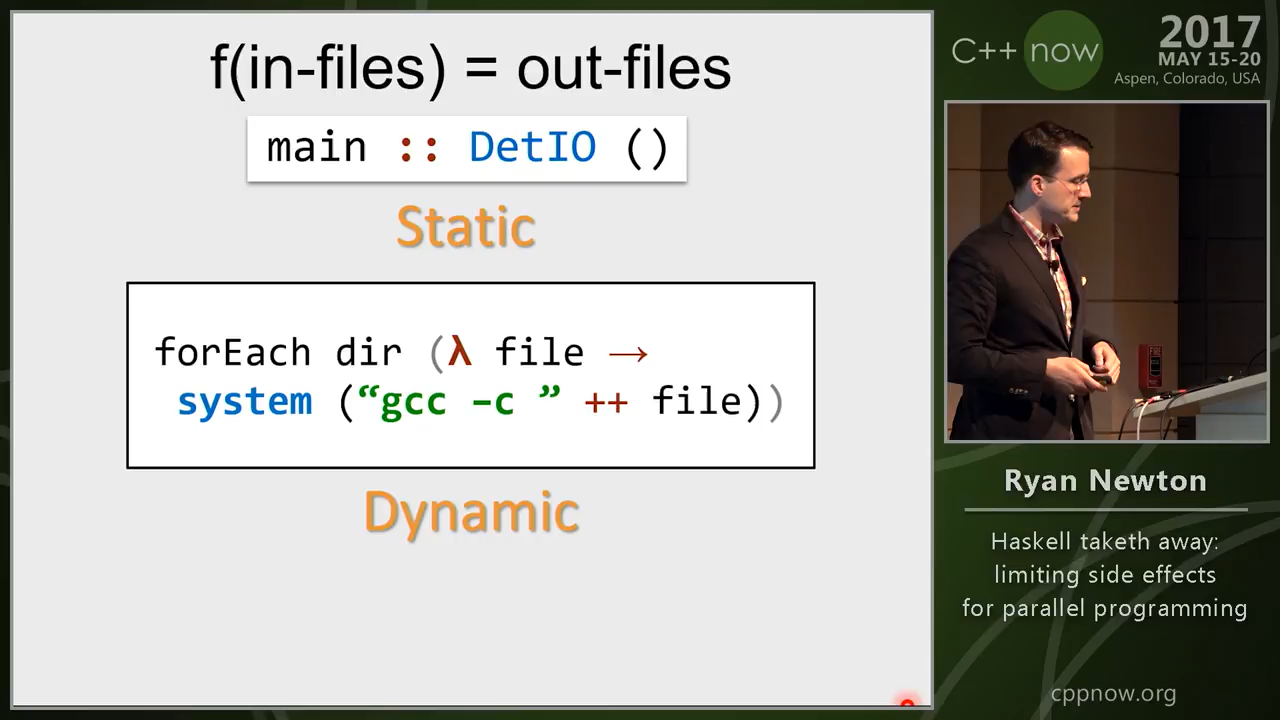 f(in-files) = out-files
main :: DetIO ()
Static
forEach dir (λ file →
system (“gcc –c ” ++ file))
Dynamic
C++ now
2017
MAY 15-20
Aspen, Colorado, USA
FIRE
Ryan Newton
Haskell taketh away:
limiting side effects
for parallel programming
cppnow.org